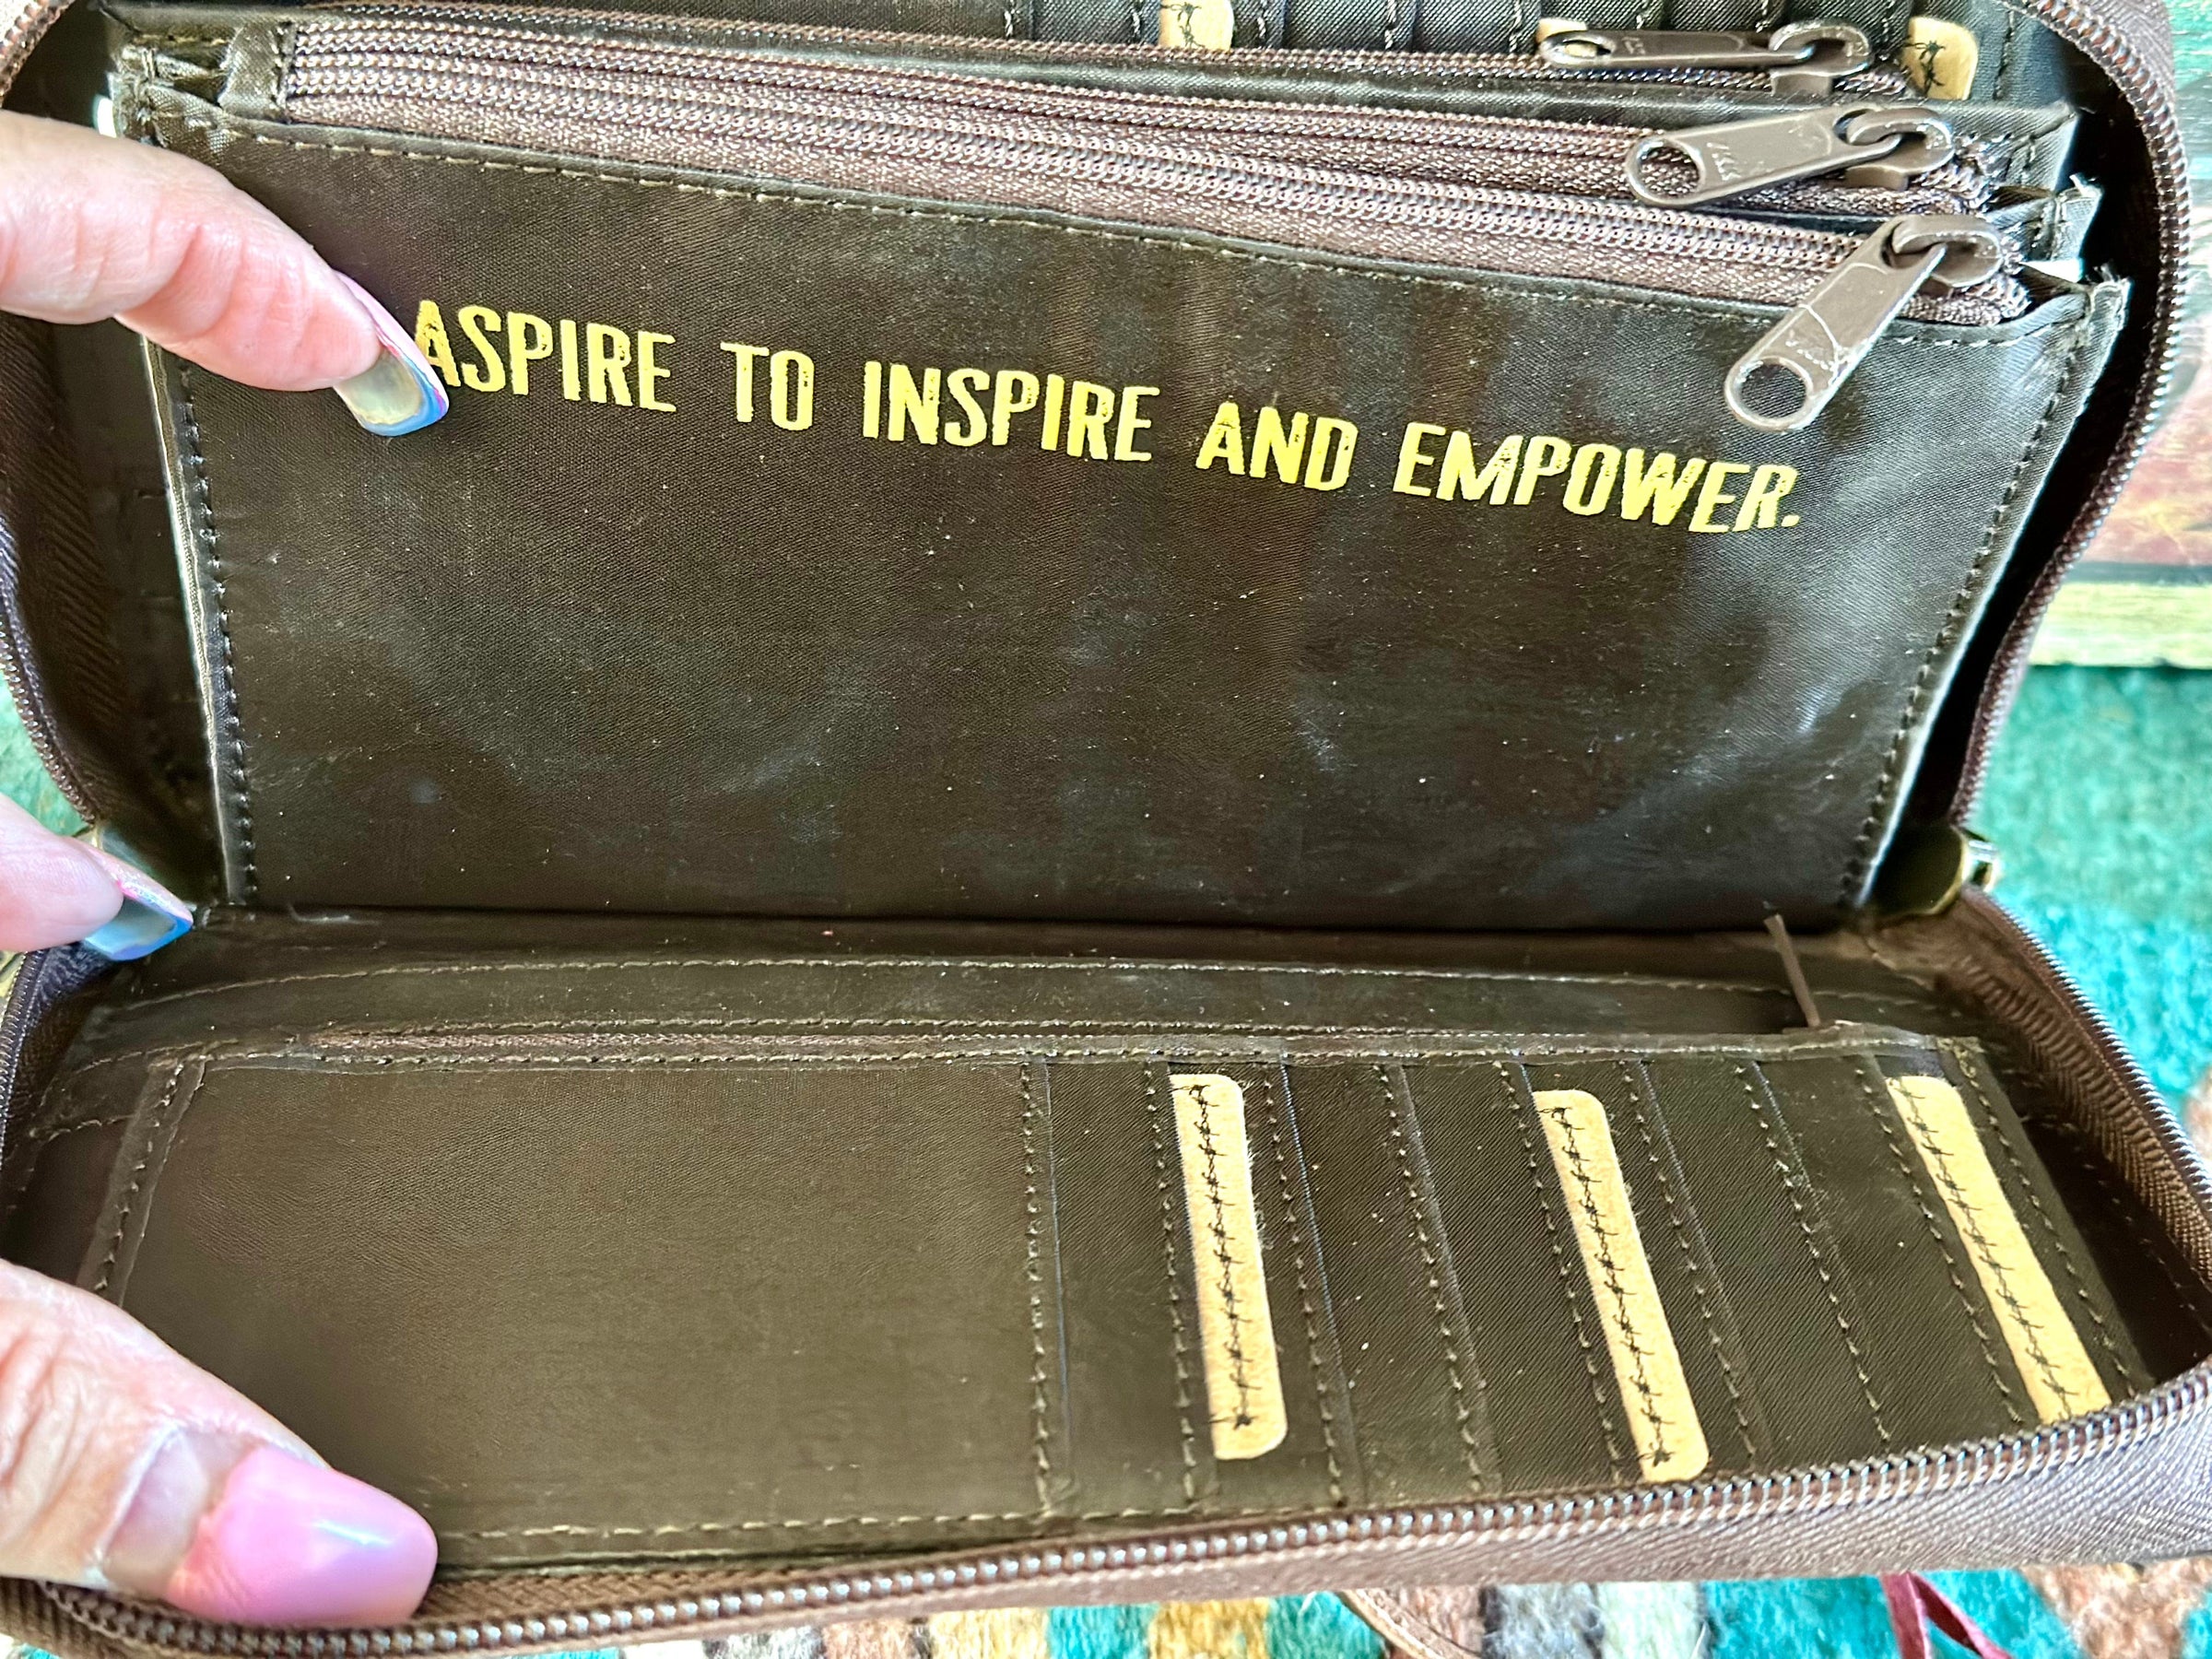 ASPIRE TO INSPIRE AND EMPOWER.